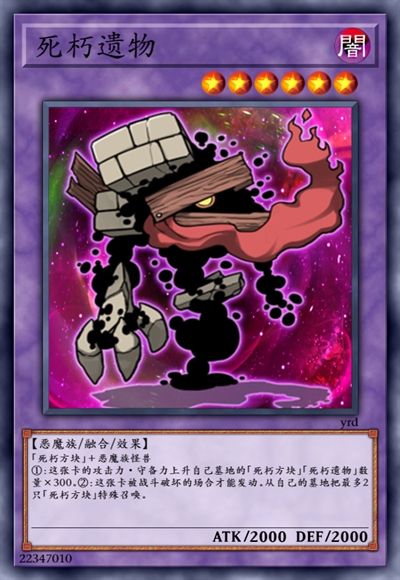 死朽遗物
闇
yrd
【恶魔族/融合/效果】
「死朽方块」+恶魔族怪兽
①:这张卡的攻击力·守备力上升自己墓地的「死朽方块」「死朽遗物」数
量×300。②:这张卡被战斗破坏的场合才能发动。从自己的墓地把最多2
只「死朽方块」特殊召唤。
ATK/2000 DEF/2000
22347010